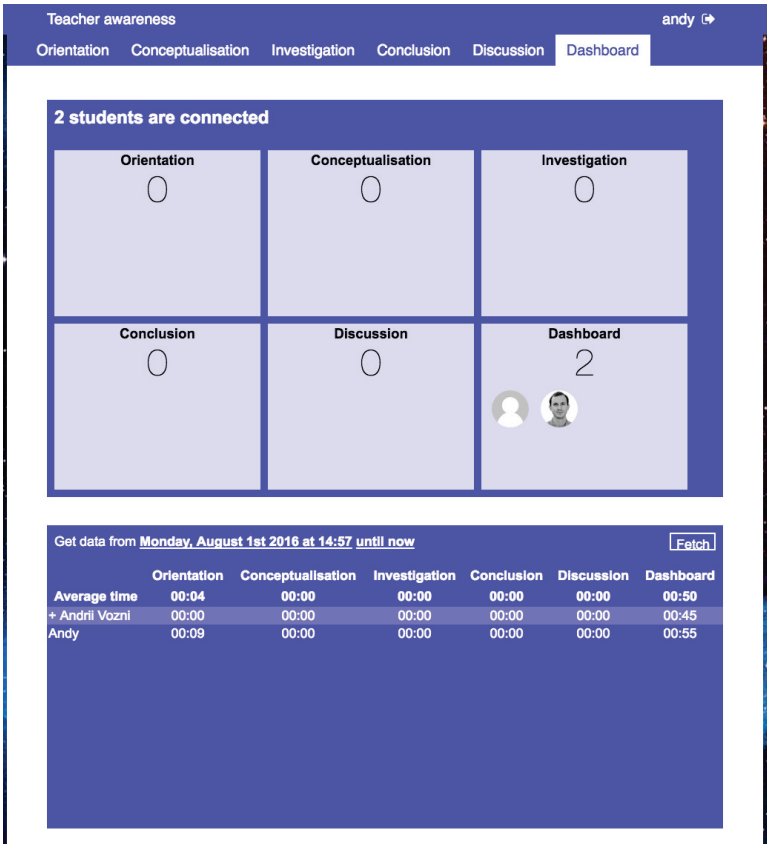 Teacher awareness andy
Orientation Conceptualisation Investigation Conclusion Discussion Dashboard
2 students are connected
Orientation Conceptualisation Investigation
0 0 0
Conclusion Discussion Dashboard
0 0 2
Get data from Monday, August 1st 2016 at 14:57 until now Fetch
Orientation Conceptualisation Investigation Conclusion Discussion Dashboard
Average time 00:04 00:00 00:00 00:00 00:00 00:50
+ Andrii Vozni 00:00 00:00 00:00 00:00 00:00 00:45
Andy 00:09 00:00 00:00 00:00 00:00 00:55